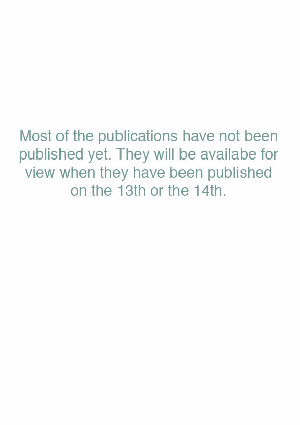 Most of the publications have not been
published yet. They will be availabe for
view when they have been published
on the 13th or the 14th.